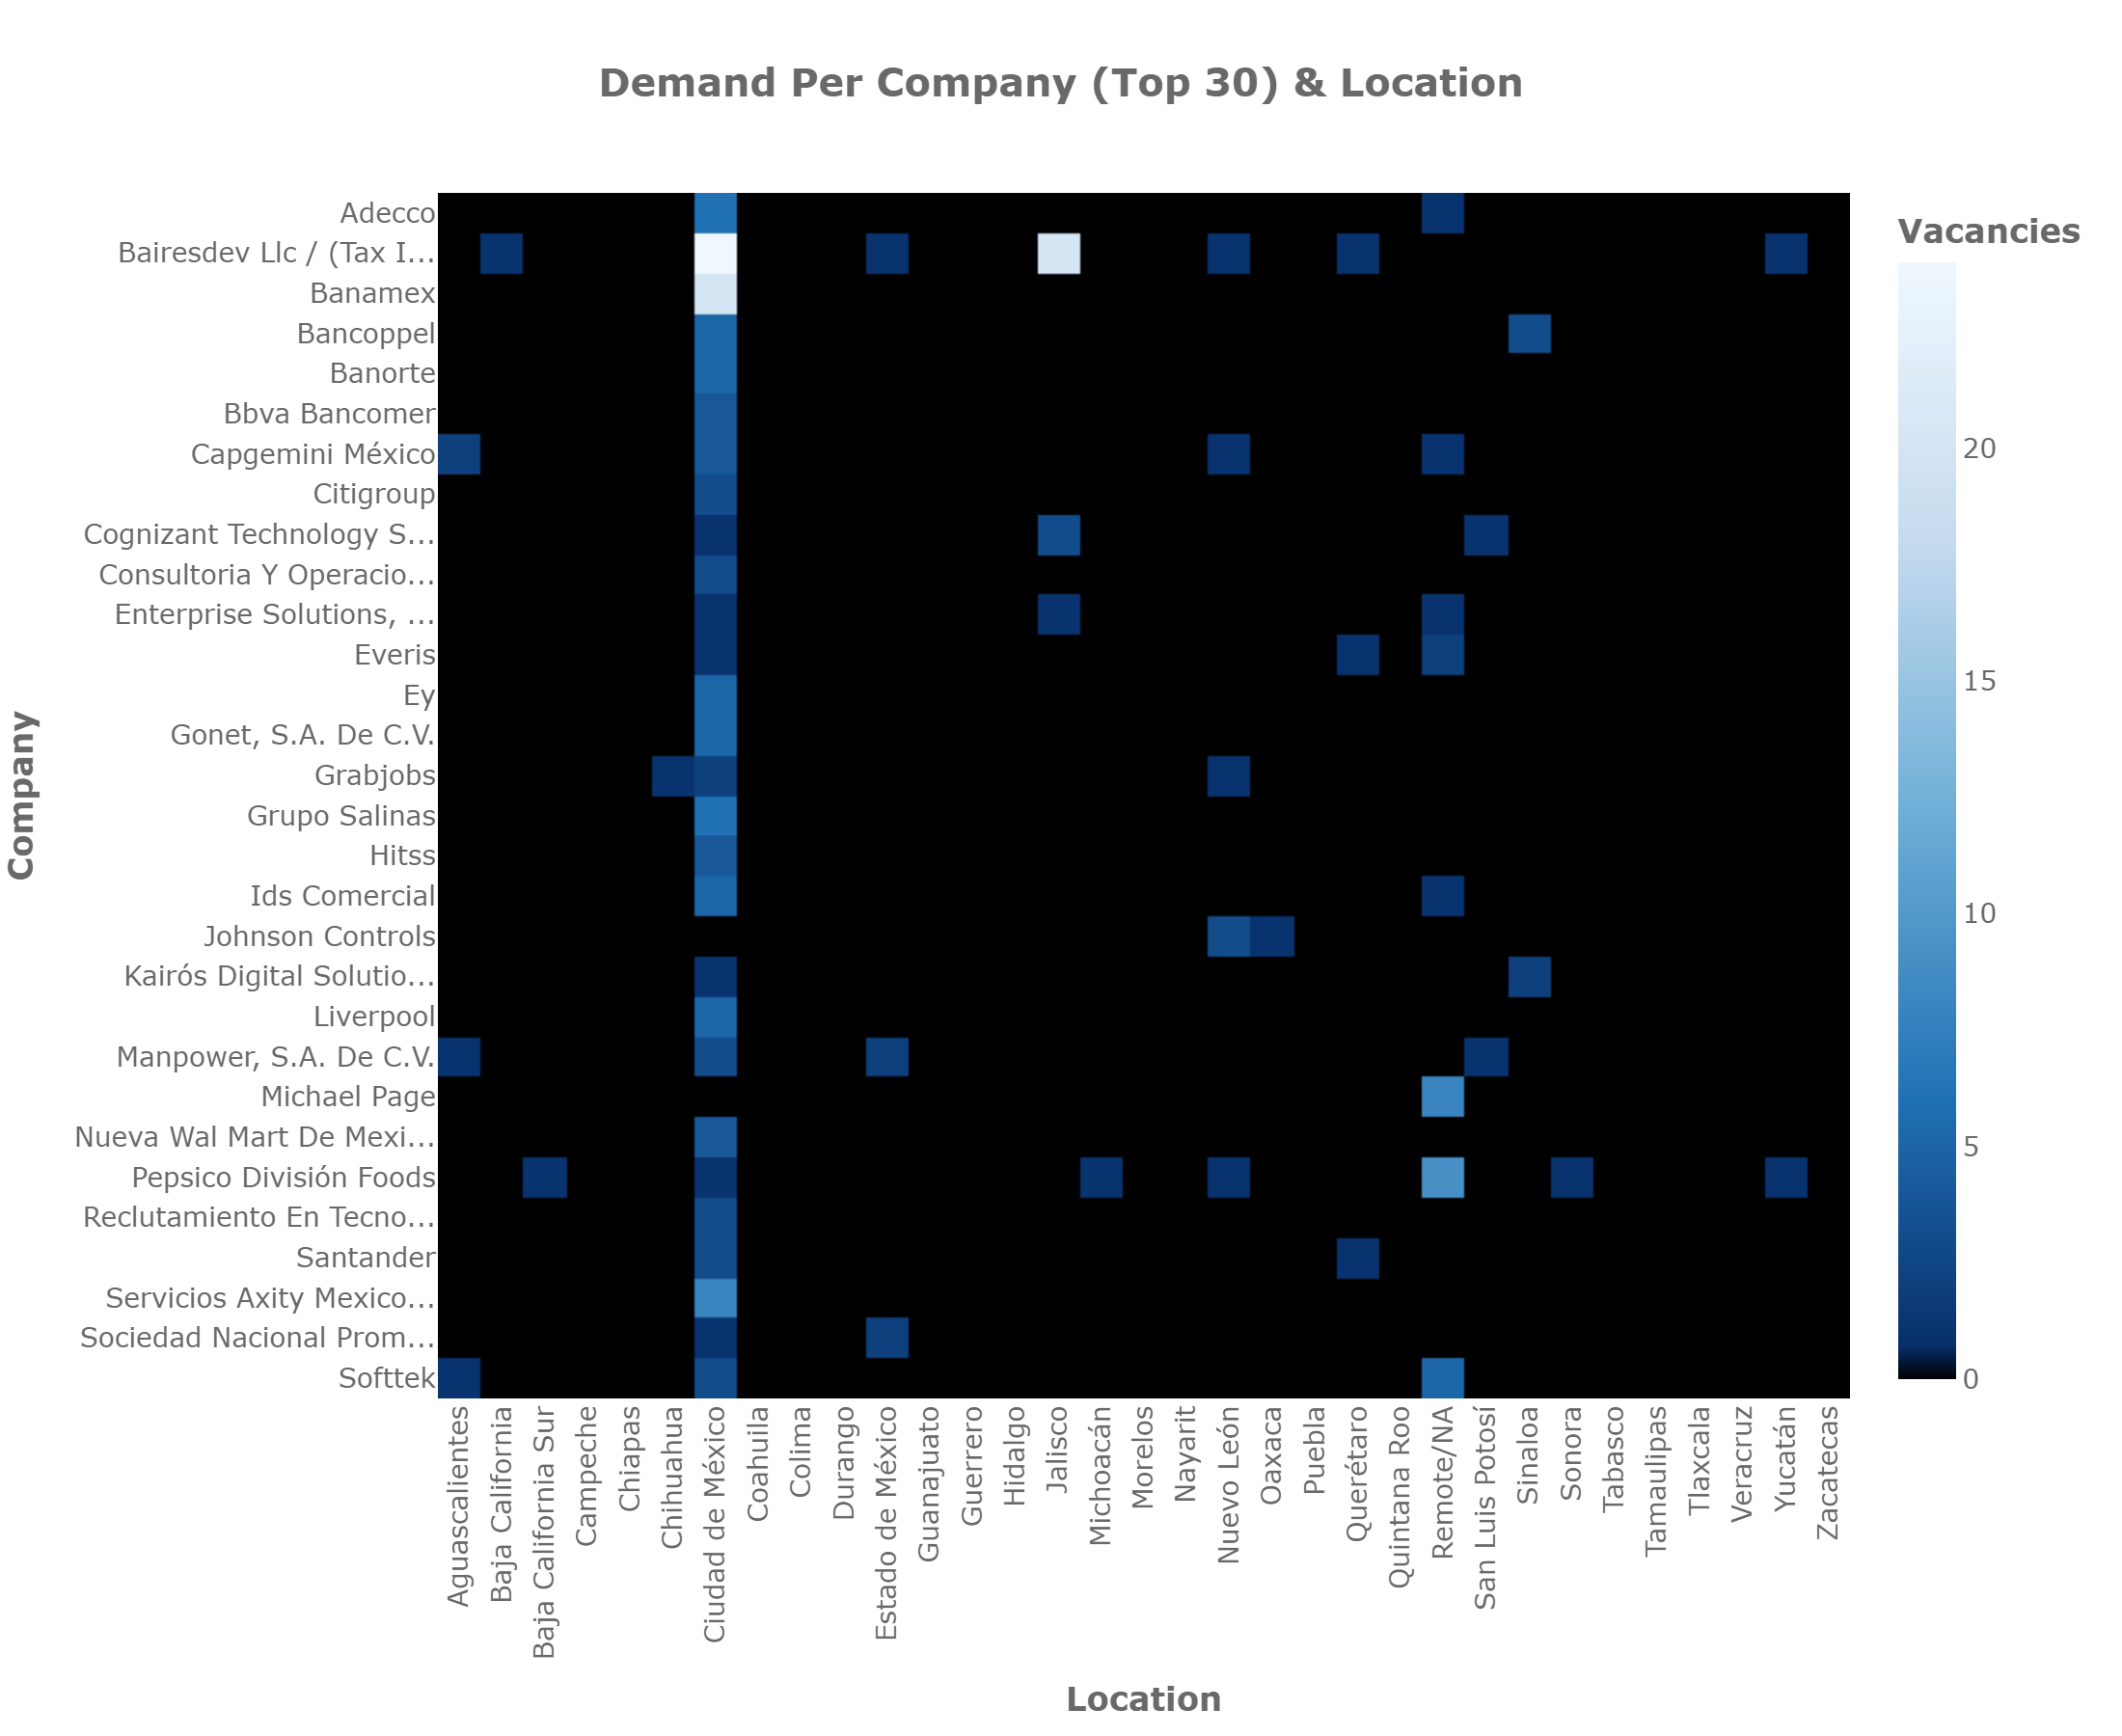 Demand Per Company (Top 30) & Location
Adecco
Bairesdev Llc / (Tax I...
Banamex
Bancoppel
Banorte
Bbva Bancomer
Capgemini México
Citigroup
Cognizant Technology S...
Consultoria Y Operacio...
Enterprise Solutions, ...
Everis
Ey
Gonet, S.A. De C.V.
Grabjobs
Grupo Salinas
Hitss
Ids Comercial
Johnson Controls
Kairós Digital Solutio...
Liverpool
Manpower, S.A. De C.V.
Michael Page
Nueva Wal Mart De Mexi...
Pepsico División Foods
Reclutamiento En Tecno...
Santander
Servicios Axity Mexico...
Sociedad Nacional Prom...
Softtek
Company
Aguascalientes
Baja California
Baja California Sur
Campeche
Chiapas
Chihuahua
Ciudad de México
Coahuila
Colima
Durango
Estado de México
Guanajuato
Guerrero
Hidalgo
Jalisco
Michoacán
Morelos
Nayarit
Nuevo León
Oaxaca
Puebla
Querétaro
Quintana Roo
Remote/NA
San Luis Potosí
Sinaloa
Sonora
Tabasco
Tamaulipas
Tlaxcala
Veracruz
Yucatán
Zacatecas
Location
Vacancies
20
15
10
5
0